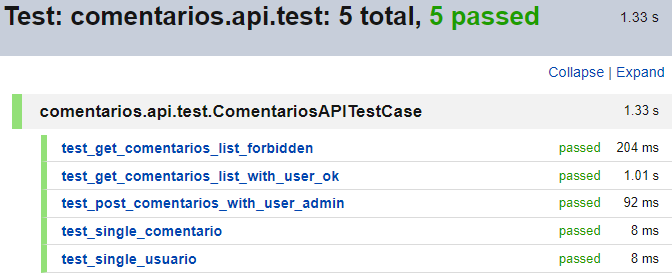 Test: comentarios.api.test: 5 total, 5 passed 1.33 s
Collapse | Expand
comentarios.api.test.ComentariosAPITestCase 1.33 s
test_get_comentarios_list_forbidden passed 204 ms
test_get_comentarios_list_with_user_ok passed 1.01 s
test_post_comentarios_with_user_admin passed 92 ms
test_single_comentario passed 8 ms
test_single_usuario passed 8 ms